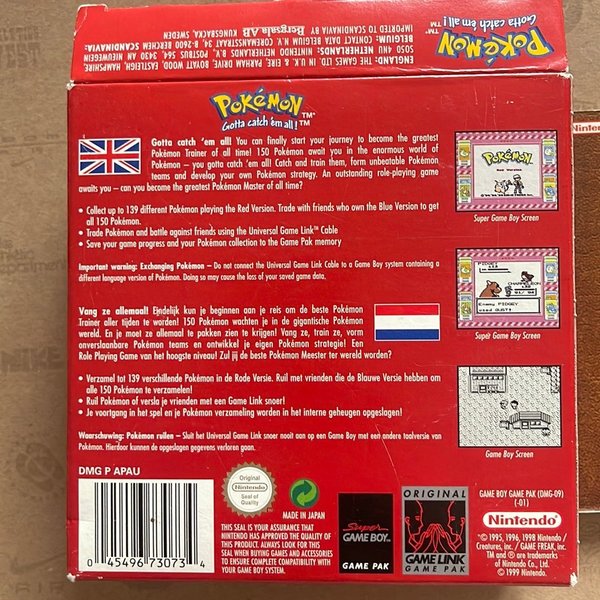 Pokémon™
Gotta catch 'em all!™
IMPORTED TO SCANDINAVIA BY Bergsala AB
BELGIUM: CONTACT DATA BELGIUM N.V. CORKANNSTRAAT, 34, B-2600 BERCHEM SCANDINAVIA:
SO50 AND: NETHERLANDS: NINTENDO NETHERLANDS B.V. POSTBUS 564, 3430 AN NIEUWEGEIN
ENGLAND: THE GAMES LTD, UK & EIRE, PARHAM DRIVE, BOYATT WOOD, EASTLEIGH, HAMPSHIRE,
Ninten
POKéMON™
Gotta catch 'em all!™
Gotta catch 'em all! You can finally start your journey to become the greatest
Pokémon Trainer of all time! 150 Pokémon await you in the enormous world of
Pokémon – you gotta catch 'em all! Catch and train them, form unbeatable Pokémon
teams and develop your own Pokémon strategy. An outstanding role-playing game
awaits you – can you become the greatest Pokémon Master of all time?
• Collect up to 139 different Pokémon playing the Red Version. Trade with friends who own the Blue Version to get
all 150 Pokémon.
• Trade Pokémon and battle against friends using the Universal Game Link™ Cable
• Save your game progress and your Pokémon collection to the Game Pak memory
Important warning: Exchanging Pokémon – Do not connect the Universal Game Link Cable to a Game Boy system containing a
different language version of Pokémon. Doing so may cause the loss of your saved game data.
POKéMON
Red Version
Super Game Boy Screen
CHARMELEON
Enemy PIDGEY
used GUST!
Super Game Boy Screen
Vang ze allemaal! Eindelijk kun je beginnen aan je reis om de beste Pokémon
Trainer aller tijden te worden! 150 Pokémon wachten je in de gigantische Pokémon
wereld. En je moet ze allemaal te pakken zien te krijgen! Vang ze, train ze, vorm
onverslaanbare Pokémon teams en ontwikkel je eigen Pokémon strategie! Een
Role Playing Game van het hoogste niveau! Zul jij de beste Pokémon Meester ter wereld worden?
• Verzamel tot 139 verschillende Pokémon in de Rode Versie. Ruil met vrienden die de Blauwe Versie hebben om
alle 150 Pokémon te verzamelen!
• Ruil Pokémon of versla je vrienden met een Game Link snoer!
• Je voortgang in het spel en je Pokémon verzameling worden in het interne geheugen opgeslagen!
Waarschuwing: Pokémon ruilen – Sluit het Universal Game Link snoer nooit aan op een Game Boy met een andere taalversie van
Pokémon. Hierdoor kunnen de opgeslagen gegevens verloren gaan.
Game Boy Screen
DMG P APAU
0 45496 73073 4
Original
Nintendo
Seal of
Quality
MADE IN JAPAN
THIS SEAL IS YOUR ASSURANCE THAT
NINTENDO HAS APPROVED THE QUALITY OF
THIS PRODUCT. ALWAYS LOOK FOR THIS
SEAL WHEN BUYING GAMES AND ACCESSORIES
TO ENSURE COMPLETE COMPATIBILITY
WITH YOUR GAME BOY SYSTEM.
Super
GAME BOY™
GAME PAK
ORIGINAL
GAME LINK
GAME PAK
GAME BOY GAME PAK (DMG-09)
(-01)
Nintendo
© 1995, 1996, 1998 Nintendo /
Creatures, inc. / GAME FREAK, inc.
TM and ® are trademarks
of Nintendo Co., Ltd.
© 1999 Nintendo.